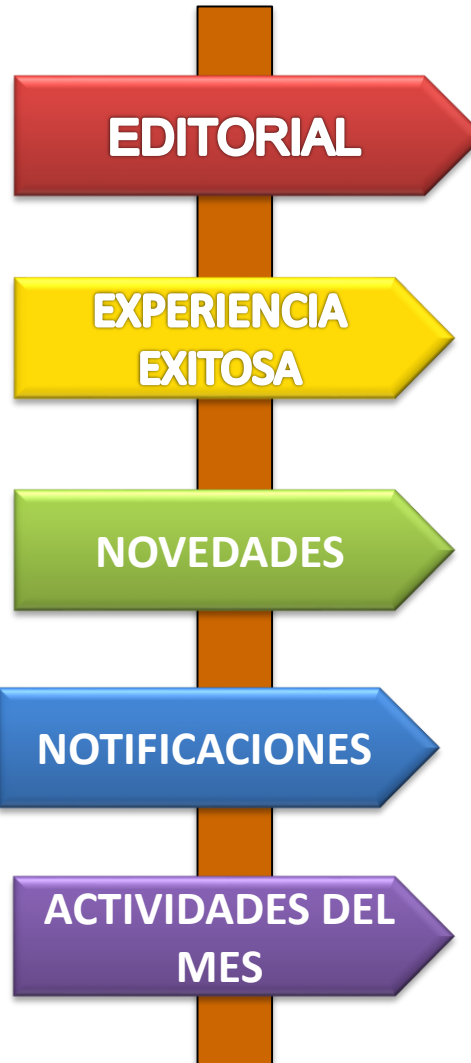 EDITORIAL
EXPERIENCIA
EXITOSA
NOVEDADES
NOTIFICACIONES
ACTIVIDADES DEL
MES